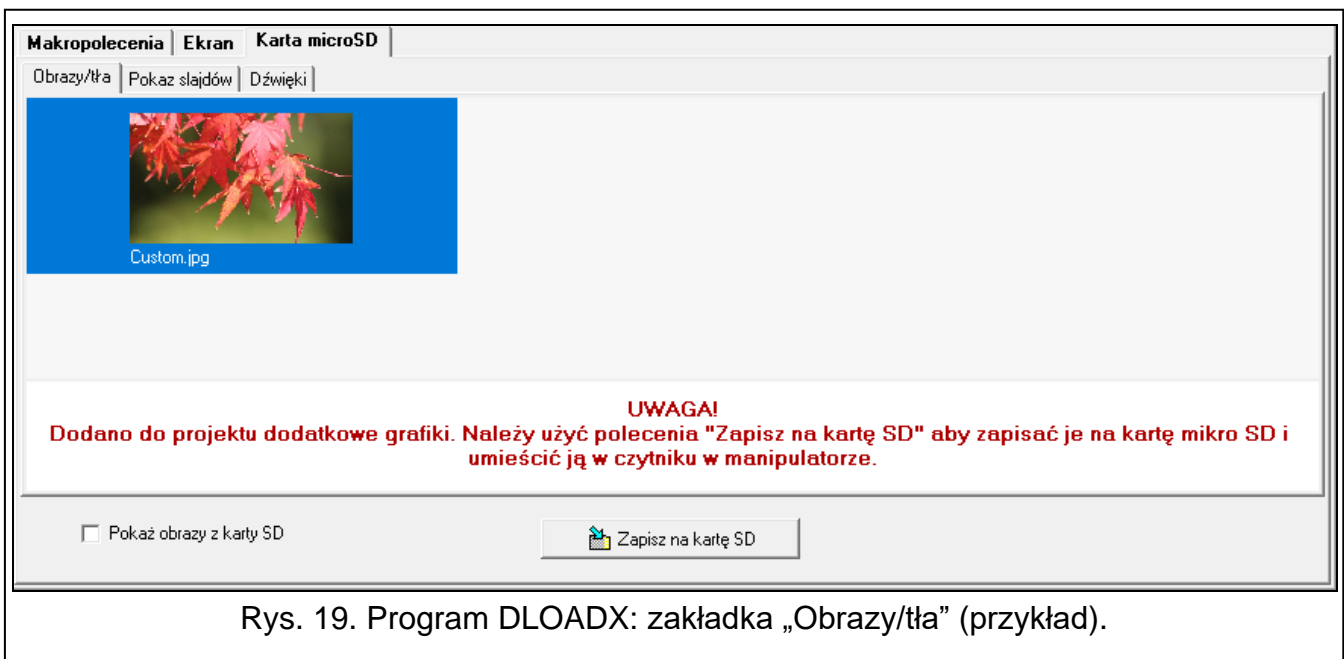 Makropolecenia Ekran Karta microSD
Obrazy/tła Pokaz slajdów Dźwięki
Custom.jpg
UWAGA!
Dodano do projektu dodatkowe grafiki. Należy użyć polecenia "Zapisz na kartę SD" aby zapisać je na kartę mikro SD i
umieścić ją w czytniku w manipulatorze.
Pokaż obrazy z karty SD
Zapisz na kartę SD
Rys. 19. Program DLOADX: zakładka „Obrazy/tła” (przykład).